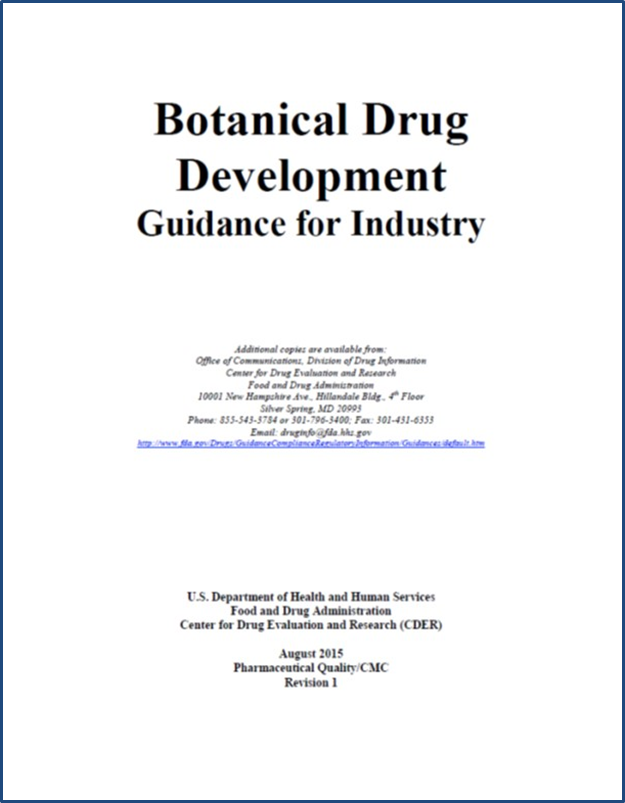 Botanical Drug
Development
Guidance for Industry
Additional copies are available from:
Office of Communications, Division of Drug Information
Center for Drug Evaluation and Research
Food and Drug Administration
10001 New Hampshire Ave., Hillandale Bldg., 4th Floor
Silver Spring, MD 20993
Phone: 855-543-3784 or 301-796-3400; Fax: 301-431-6353
Email: druginfo@fda.hhs.gov
http://www.fda.gov/Drugs/GuidanceComplianceRegulatoryInformation/Guidances/default.htm
U.S. Department of Health and Human Services
Food and Drug Administration
Center for Drug Evaluation and Research (CDER)
August 2015
Pharmaceutical Quality/CMC
Revision 1